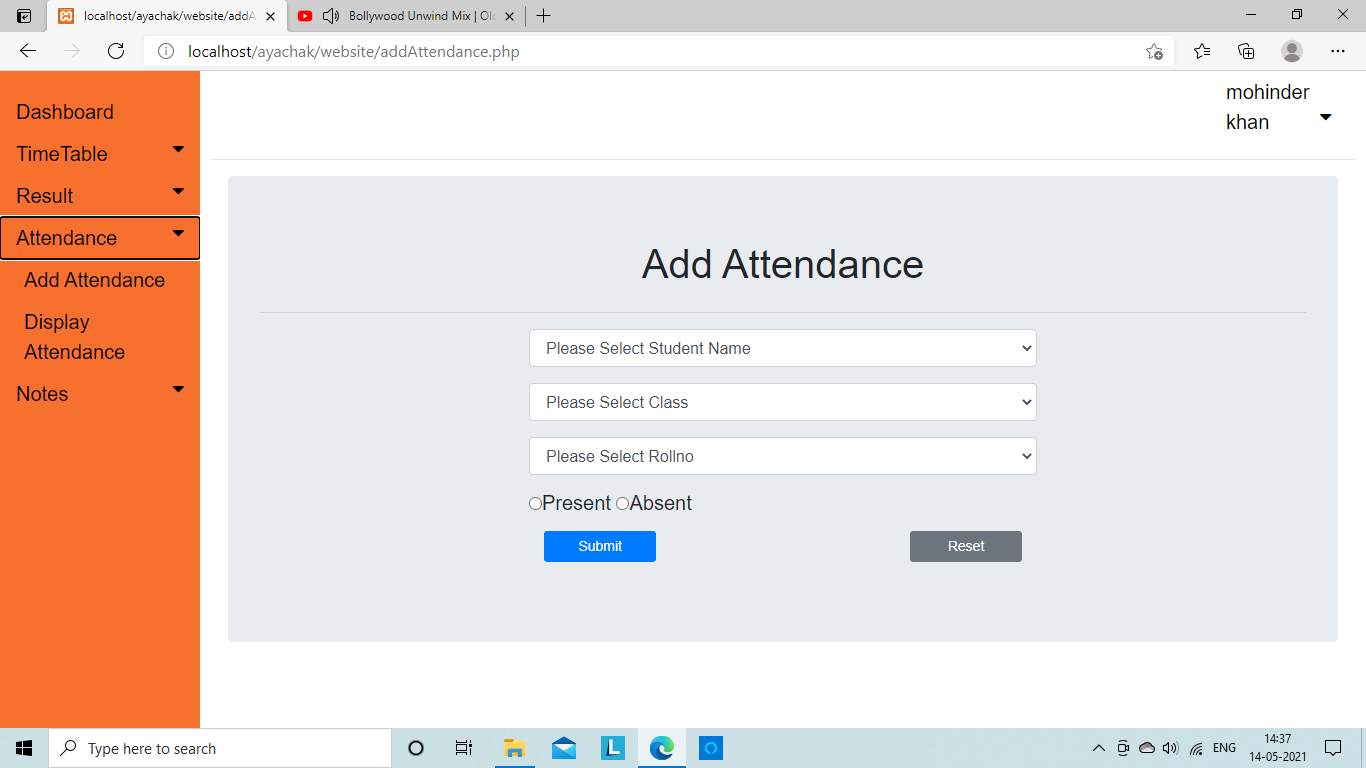 localhost/ayachak/website/addA
Bollywood Unwind Mix | Old
localhost/ayachak/website/addAttendance.php
mohinder
khan
Dashboard
TimeTable
Result
Attendance
Add Attendance
Display
Attendance
Notes
Add Attendance
Please Select Student Name
Please Select Class
Please Select Rollno
Present Absent
Submit Reset
Type here to search
L
ENG
14:37
14-05-2021